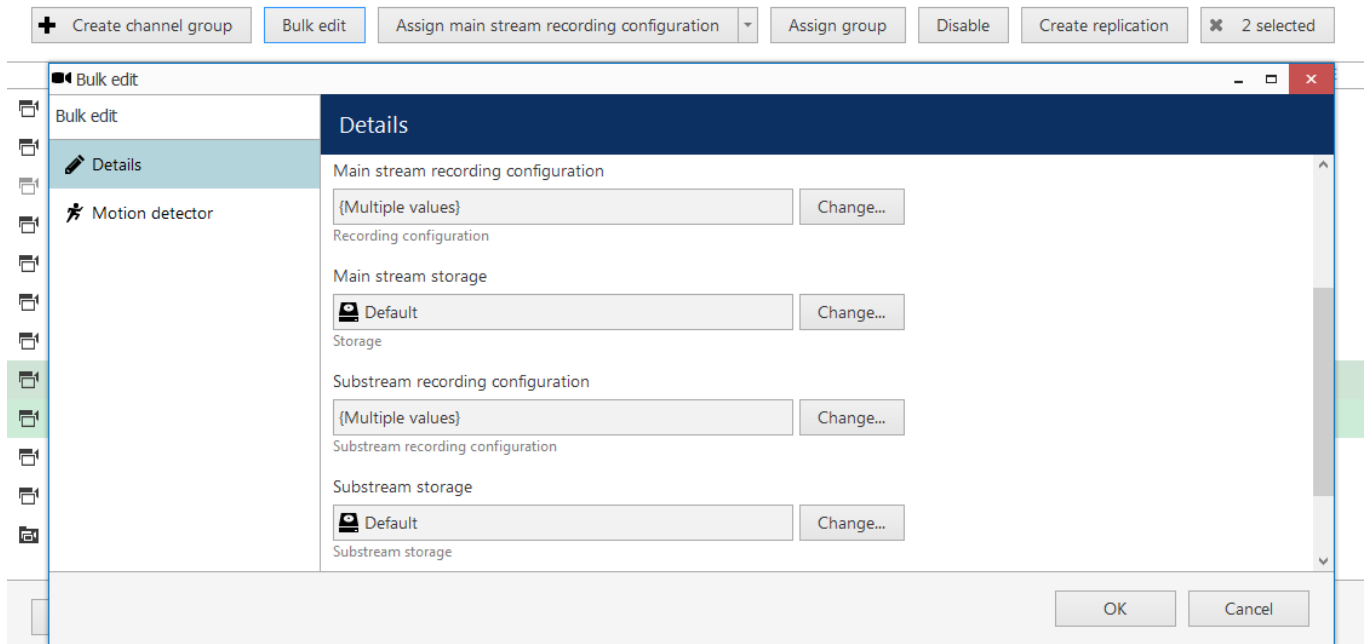 Create channel group
Bulk edit
Assign main stream recording configuration
Assign group
Disable
Create replication
2 selected
Bulk edit
Bulk edit
Details
Details
Motion detector
Main stream recording configuration
{Multiple values}
Change...
Recording configuration
Main stream storage
Default
Change...
Storage
Substream recording configuration
{Multiple values}
Change...
Substream recording configuration
Substream storage
Default
Change...
Substream storage
OK
Cancel